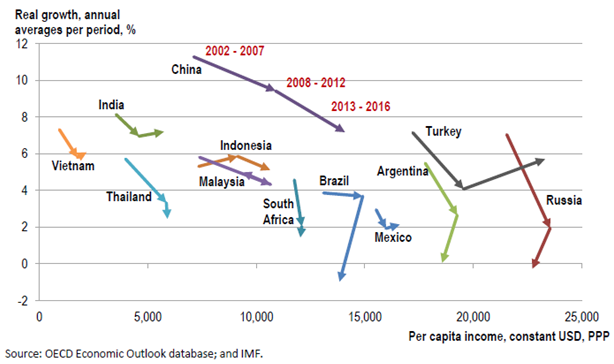 Real growth, annual
averages per period, %
12
10
8
6
4
2
0
-2
2002 - 2007
China
2008 - 2012
2013 - 2016
India
Vietnam
Thailand
Indonesia
Malaysia
South
Africa
Brazil
Mexico
Turkey
Argentina
Russia
0
5,000
10,000
15,000
20,000
25,000
Per capita income, constant USD, PPP
Source: OECD Economic Outlook database; and IMF.